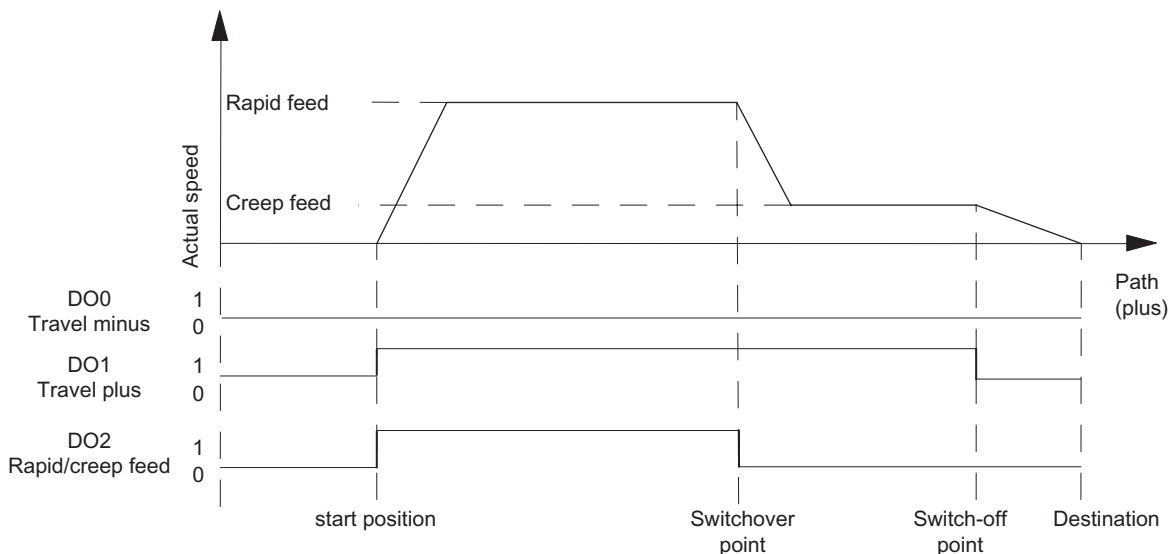 Actual speed
Rapid feed
Creep feed
Path
(plus)
DO0
Travel minus
1
0
DO1
Travel plus
1
0
DO2
Rapid/creep feed
1
0
start position
Switchover
point
Switch-off
point
Destination